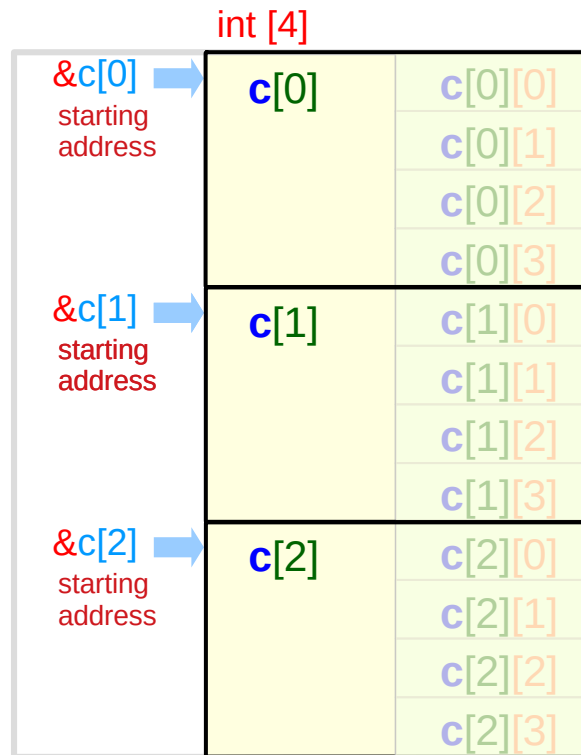 int [4]
&c[0] c[0] c[0][0]
starting
address
c[0][1]
c[0][2]
c[0][3]
&c[1] c[1] c[1][0]
starting
address
c[1][1]
c[1][2]
c[1][3]
&c[2] c[2] c[2][0]
starting
address
c[2][1]
c[2][2]
c[2][3]